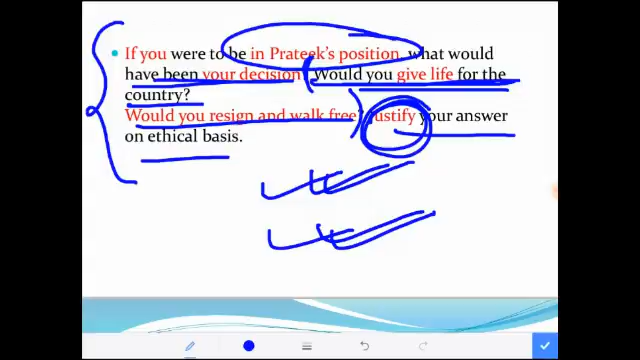 If you were to be in Prateek's position, what would
have been your decision? Would you give life for the
country?
Would you resign and walk free? Justify your answer
on ethical basis.